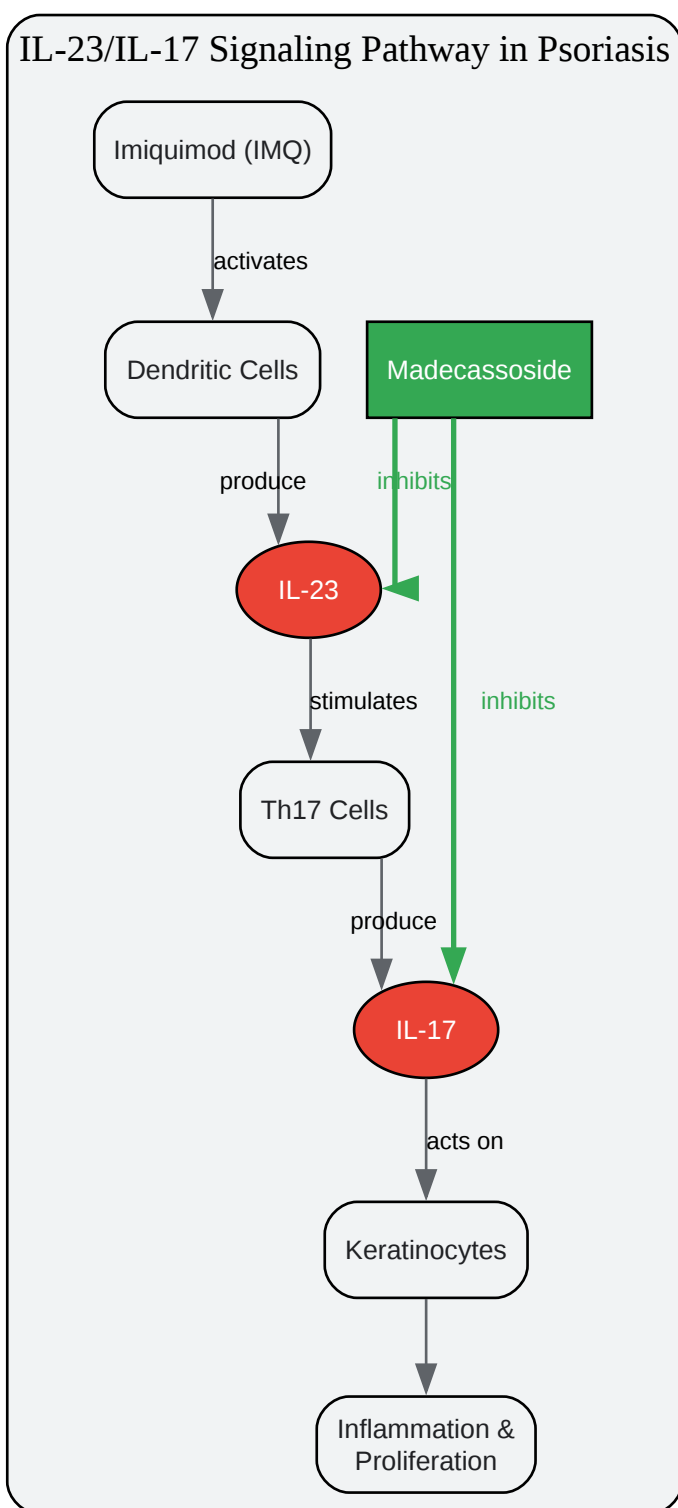 IL-23/IL-17 Signaling Pathway in Psoriasis
Imiquimod (IMQ)
activates
Dendritic Cells
Madecassoside
produce
inhibits
IL-23
stimulates
inhibits
Th17 Cells
produce
IL-17
acts on
Keratinocytes
Inflammation &
Proliferation